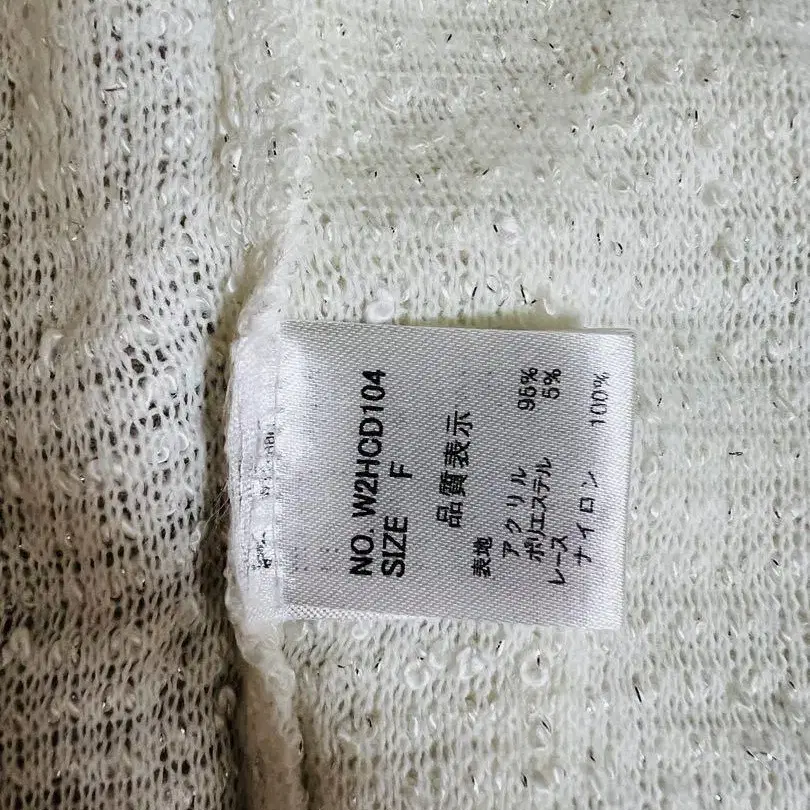 NO. W2HCD104
SIZE F
品質表示
表地
アクリル 95%
ポリエステル 5%
レース
ナイロン 100%